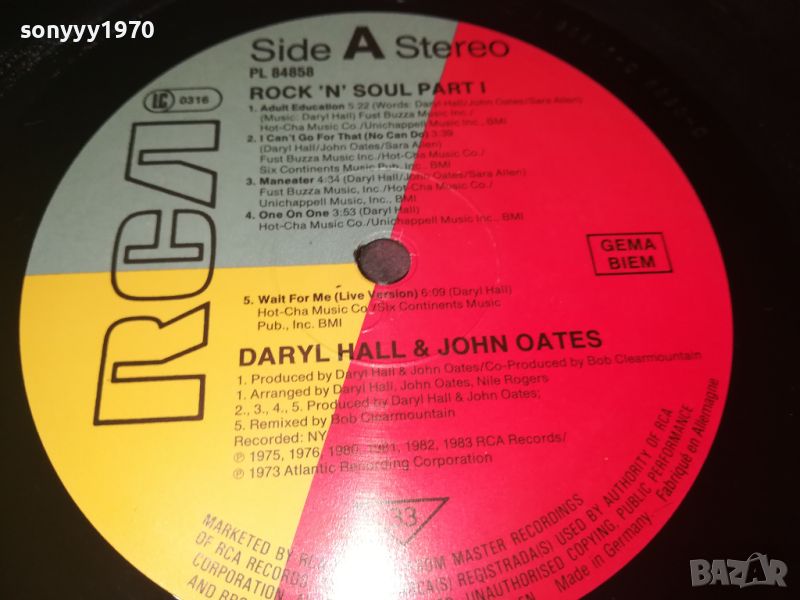 sonyyy1970
Side A Stereo
PL 84858
ROCK 'N' SOUL PART I
LC 0316
1. Adult Education 5:22 (Words: Daryl Hall/John Oates/Sara Allen)
(Music: Daryl Hall) Fust Buzza Music Inc./
Hot-Cha Music Co./Unichappell Music Inc., BMI
2. I Can't Go For That (No Can Do) 3:39
(Daryl Hall/John Oates/Sara Allen)
Fust Buzza Music Inc./Hot-Cha Music Co./
Six Continents Music Pub. Inc., BMI
3. Maneater 4:34 (Daryl Hall/John Oates/Sara Allen)
Fust Buzza Music, Inc./Hot-Cha Music
Co./Unichappell Music, Inc., BMI
4. One On One 3:53 (Daryl Hall)
Hot-Cha Music Co./Unichappell Music Inc., BMI
RCA
GEMA
BIEM
5. Wait For Me (Live Version) 6:09 (Daryl Hall)
Hot-Cha Music Co./Six Continents Music
Pub., Inc. BMI
DARYL HALL & JOHN OATES
1. Produced by Daryl Hall & John Oates/Co-Produced by Bob Clearmountain
1. Arranged by Daryl Hall, John Oates, Nile Rogers
2., 3., 4., 5. Produced by Daryl Hall & John Oates;
5. Remixed by Bob Clearmountain
Recorded: NY
℗ 1975, 1976, 1980, 1981, 1982, 1983 RCA Records/
℗ 1973 Atlantic Recording Corporation
33
MARKETED BY
OF RCA RECORDS
CORPORATION
FROM MASTER RECORDINGS
RCA(S) REGISTRADA(S) USED BY AUTHORITY OF RCA
UNAUTHORISED COPYING, PUBLIC PERFORMANCE
Made in Germany Fabriqué en Allemagne
BAZAR